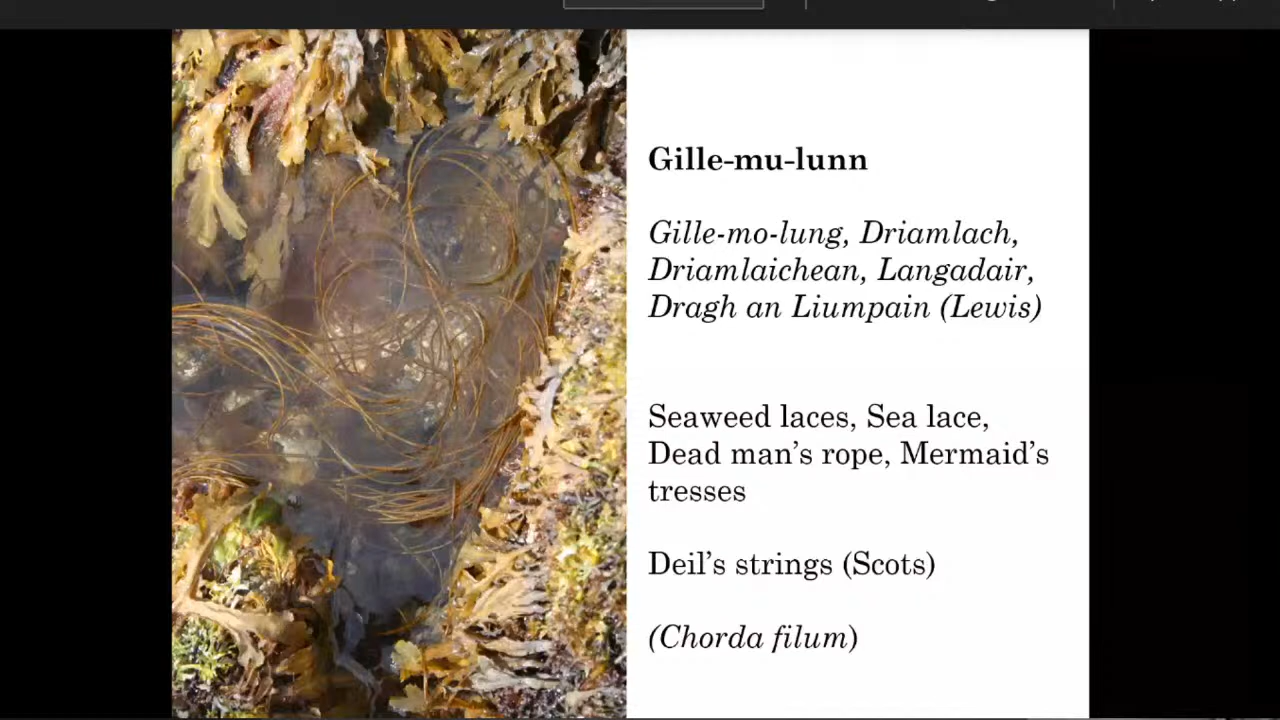 Gille-mu-lunn
Gille-mo-lung, Driamlach,
Driamlaichean, Langadair,
Dragh an Liumpain (Lewis)
Seaweed laces, Sea lace,
Dead man’s rope, Mermaid’s
tresses
Deil’s strings (Scots)
(Chorda filum)